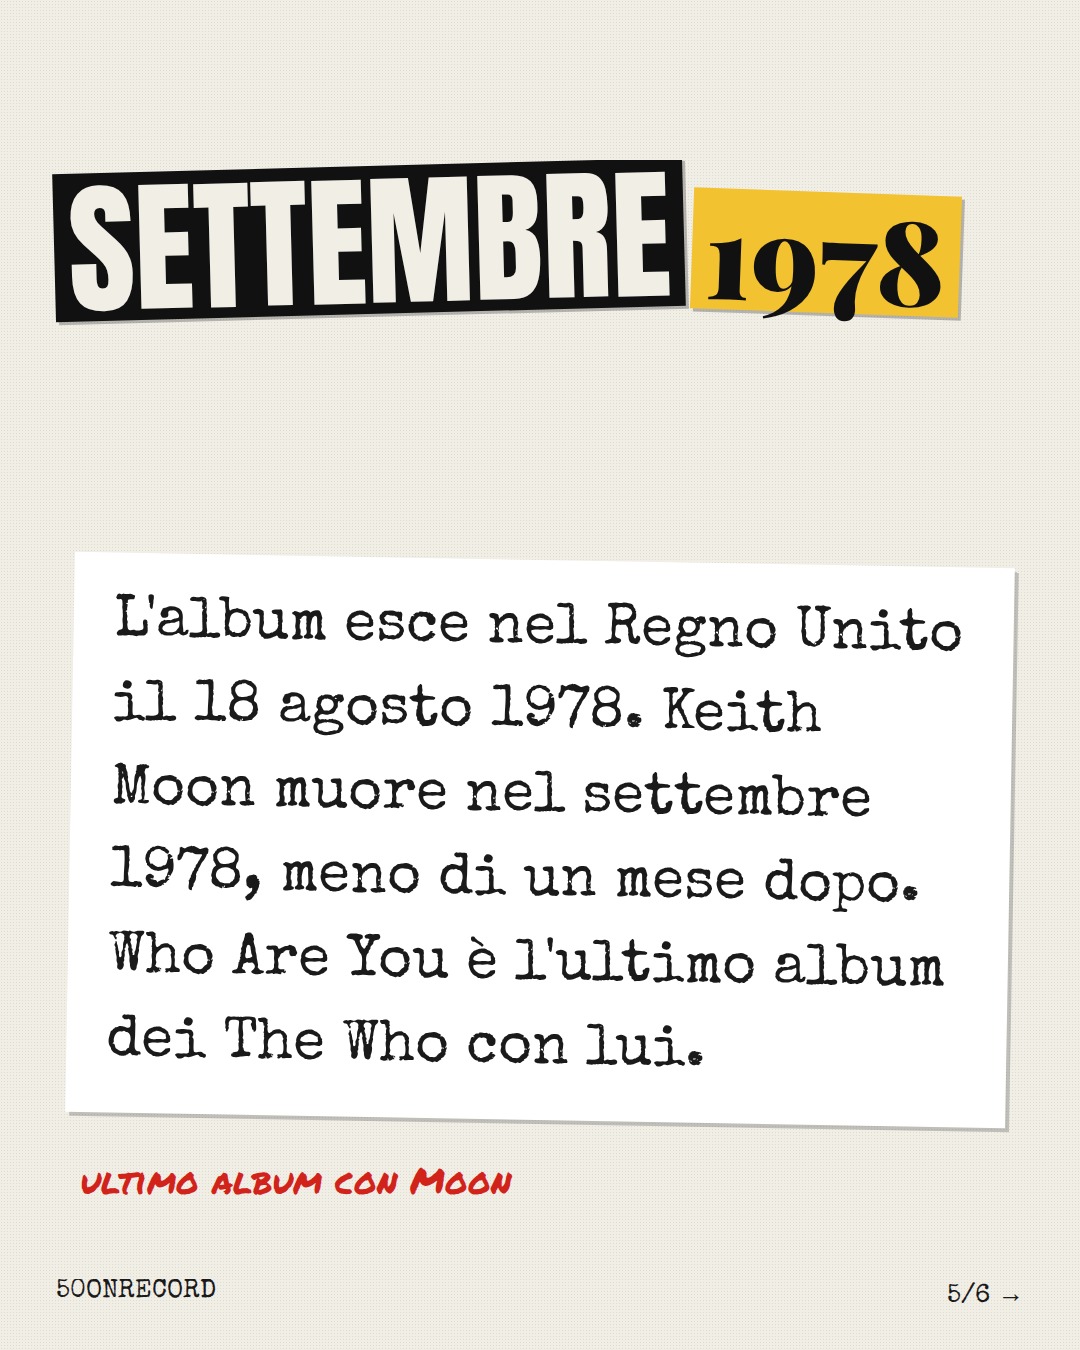 SETTEMBRE 1978
L'album esce nel Regno Unito
il 18 agosto 1978. Keith
Moon muore nel settembre
1978, meno di un mese dopo.
Who Are You è l'ultimo album
dei The Who con lui.
ULTIMO ALBUM CON MOON
500NRECORD
5/6 →